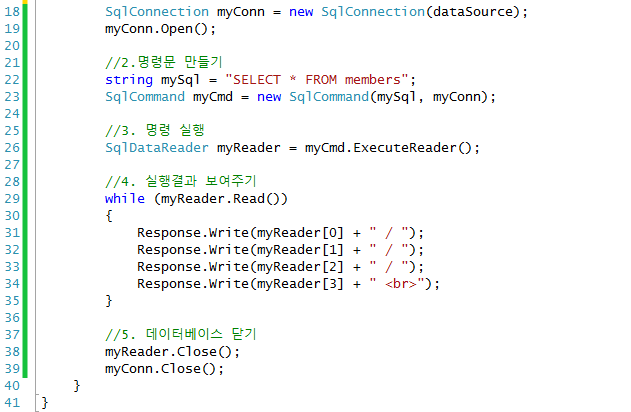 18 SqlConnection myConn = new SqlConnection(dataSource);
19 myConn.Open();
20
21 //2.명령문 만들기
22 string mySql = "SELECT * FROM members";
23 SqlCommand myCmd = new SqlCommand(mySql, myConn);
24
25 //3. 명령 실행
26 SqlDataReader myReader = myCmd.ExecuteReader();
27
28 //4. 실행결과 보여주기
29 while (myReader.Read())
30 {
31 Response.Write(myReader[0] + " / ");
32 Response.Write(myReader[1] + " / ");
33 Response.Write(myReader[2] + " / ");
34 Response.Write(myReader[3] + " <br>");
35 }
36
37 //5. 데이터베이스 닫기
38 myReader.Close();
39 myConn.Close();
40 }
41 }